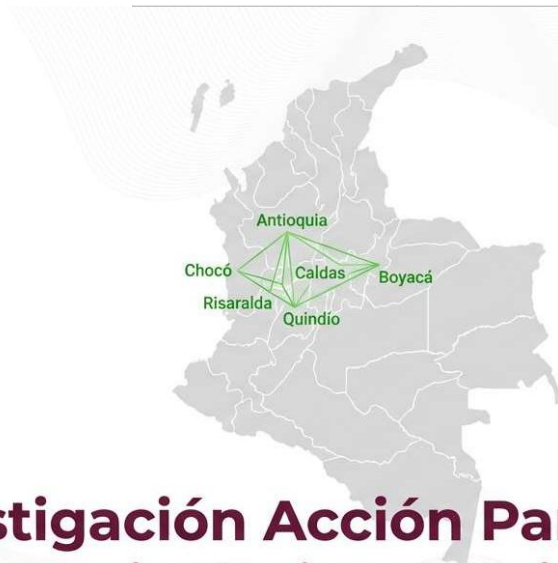 Antioquia
Chocó
Caldas
Boyacá
Risaralda
Quindío
stigación Acción Par